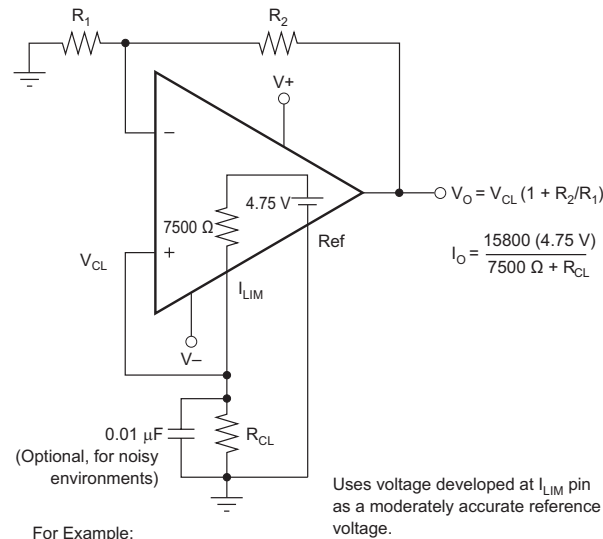 R1
R2
V+
−
4.75 V
7500 Ω
Ref
VO = VCL (1 + R2/R1)
IO = 15800 (4.75 V) / 7500 Ω + RCL
VCL
+
ILIM
V–
0.01 μF
(Optional, for noisy
environments)
RCL
Uses voltage developed at ILIM pin
as a moderately accurate reference
voltage.
For Example: